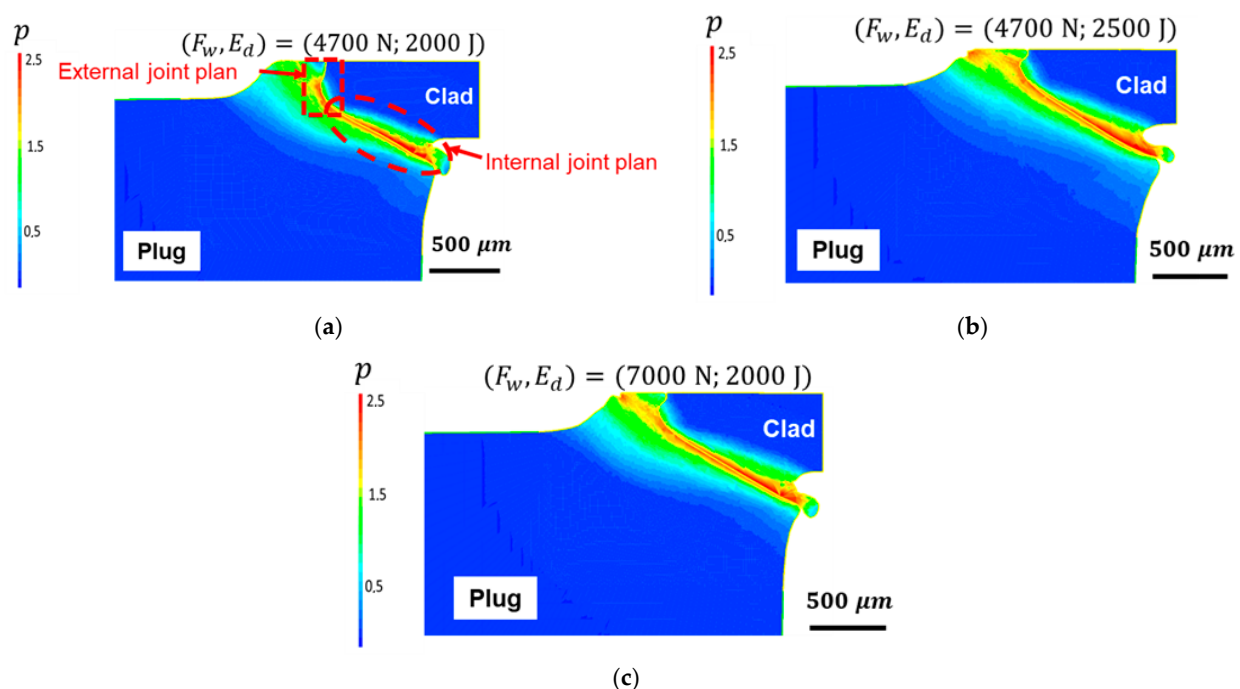 p
(F_w, E_d) = (4700 N; 2000 J)
2.5
External joint plan
Clad
1.5
Internal joint plan
0,5
Plug
500 μm
(a)
p
(F_w, E_d) = (4700 N; 2500 J)
2.5
Clad
1.5
0,5
Plug
500 μm
(b)
p
(F_w, E_d) = (7000 N; 2000 J)
2.5
Clad
1.5
0,5
Plug
500 μm
(c)